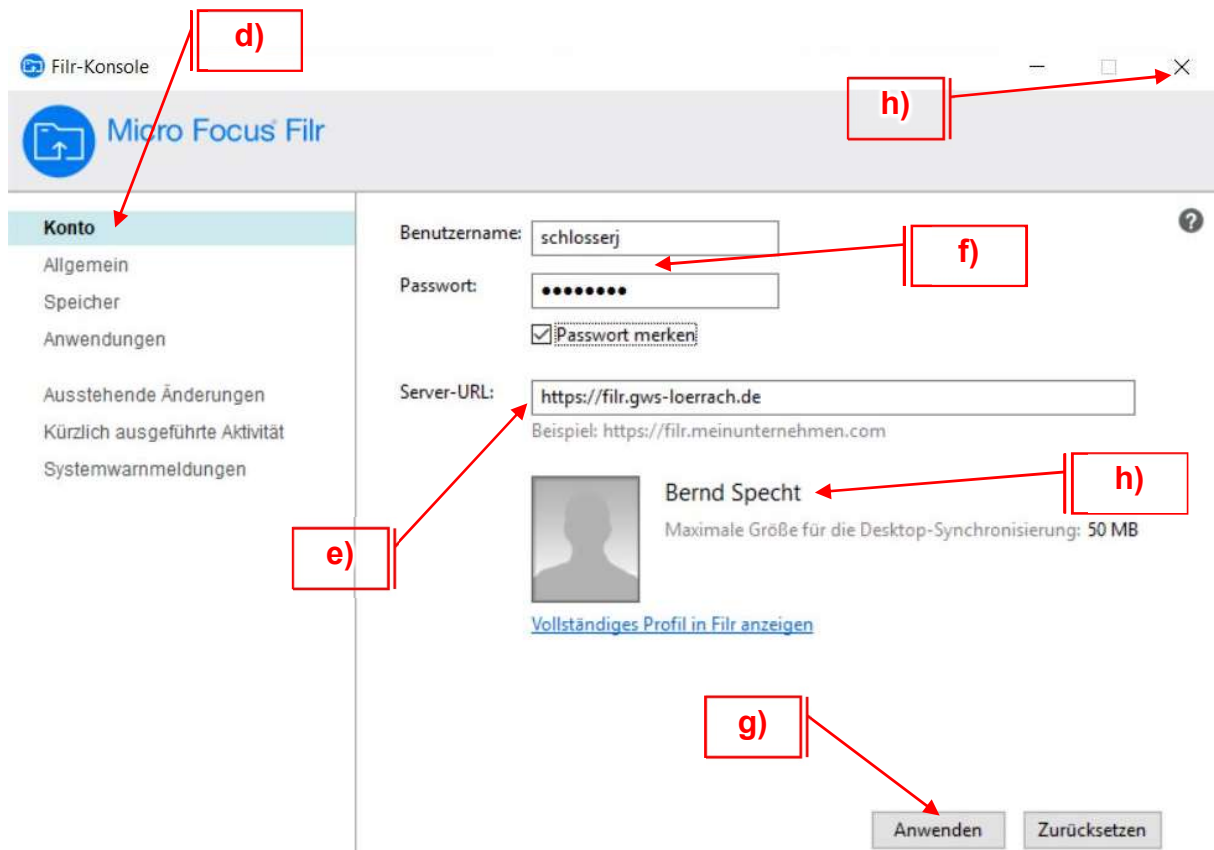 d)
Filr-Konsole
h)
Micro Focus Filr
Konto
Allgemein
Speicher
Anwendungen
Ausstehende Änderungen
Kürzlich ausgeführte Aktivität
Systemwarnmeldungen
Benutzername: schlosserj
f)
Passwort: ••••••••
Passwort merken
Server-URL: https://filr.gws-loerrach.de
Beispiel: https://filr.meinunternehmen.com
e)
Bernd Specht
h)
Maximale Größe für die Desktop-Synchronisierung: 50 MB
Vollständiges Profil in Filr anzeigen
g)
Anwenden Zurücksetzen